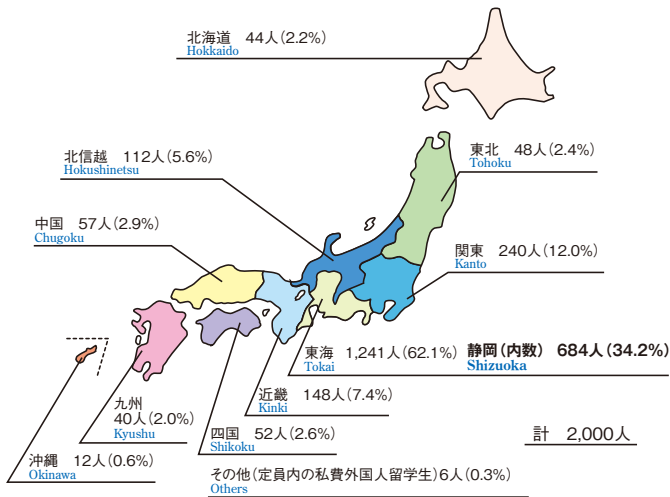 北海道 44人(2.2%)
Hokkaido
北信越 112人(5.6%)
Hokushinetsu
東北 48人(2.4%)
Tohoku
中国 57人(2.9%)
Chugoku
関東 240人(12.0%)
Kanto
東海 1,241人(62.1%) 静岡(内数) 684人(34.2%)
Tokai Shizuoka
近畿 148人(7.4%)
Kinki
九州
40人(2.0%)
Kyushu
四国 52人(2.6%)
Shikoku
計 2,000人
沖縄 12人(0.6%)
Okinawa
その他(定員内の私費外国人留学生)6人(0.3%)
Others